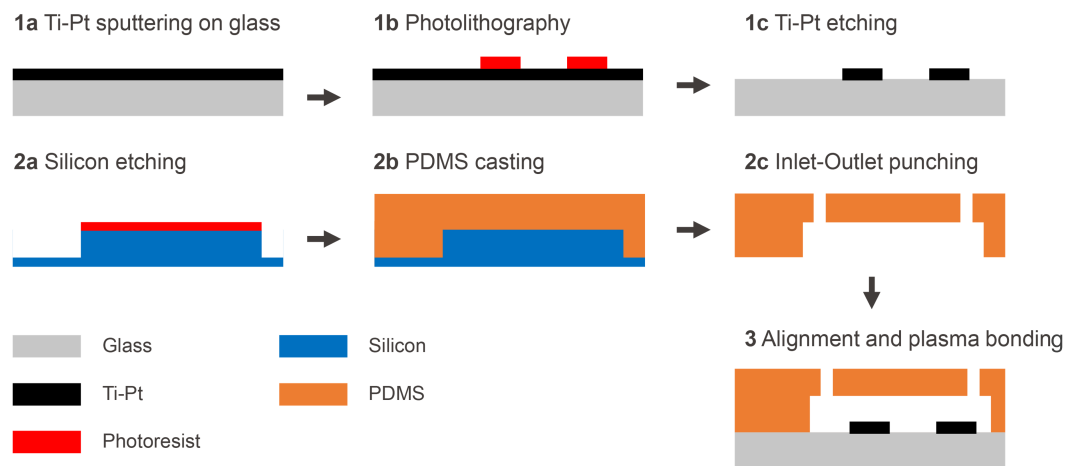 1a Ti-Pt sputtering on glass
1b Photolithography
1c Ti-Pt etching
2a Silicon etching
2b PDMS casting
2c Inlet-Outlet punching
3 Alignment and plasma bonding
Glass
Silicon
Ti-Pt
PDMS
Photoresist